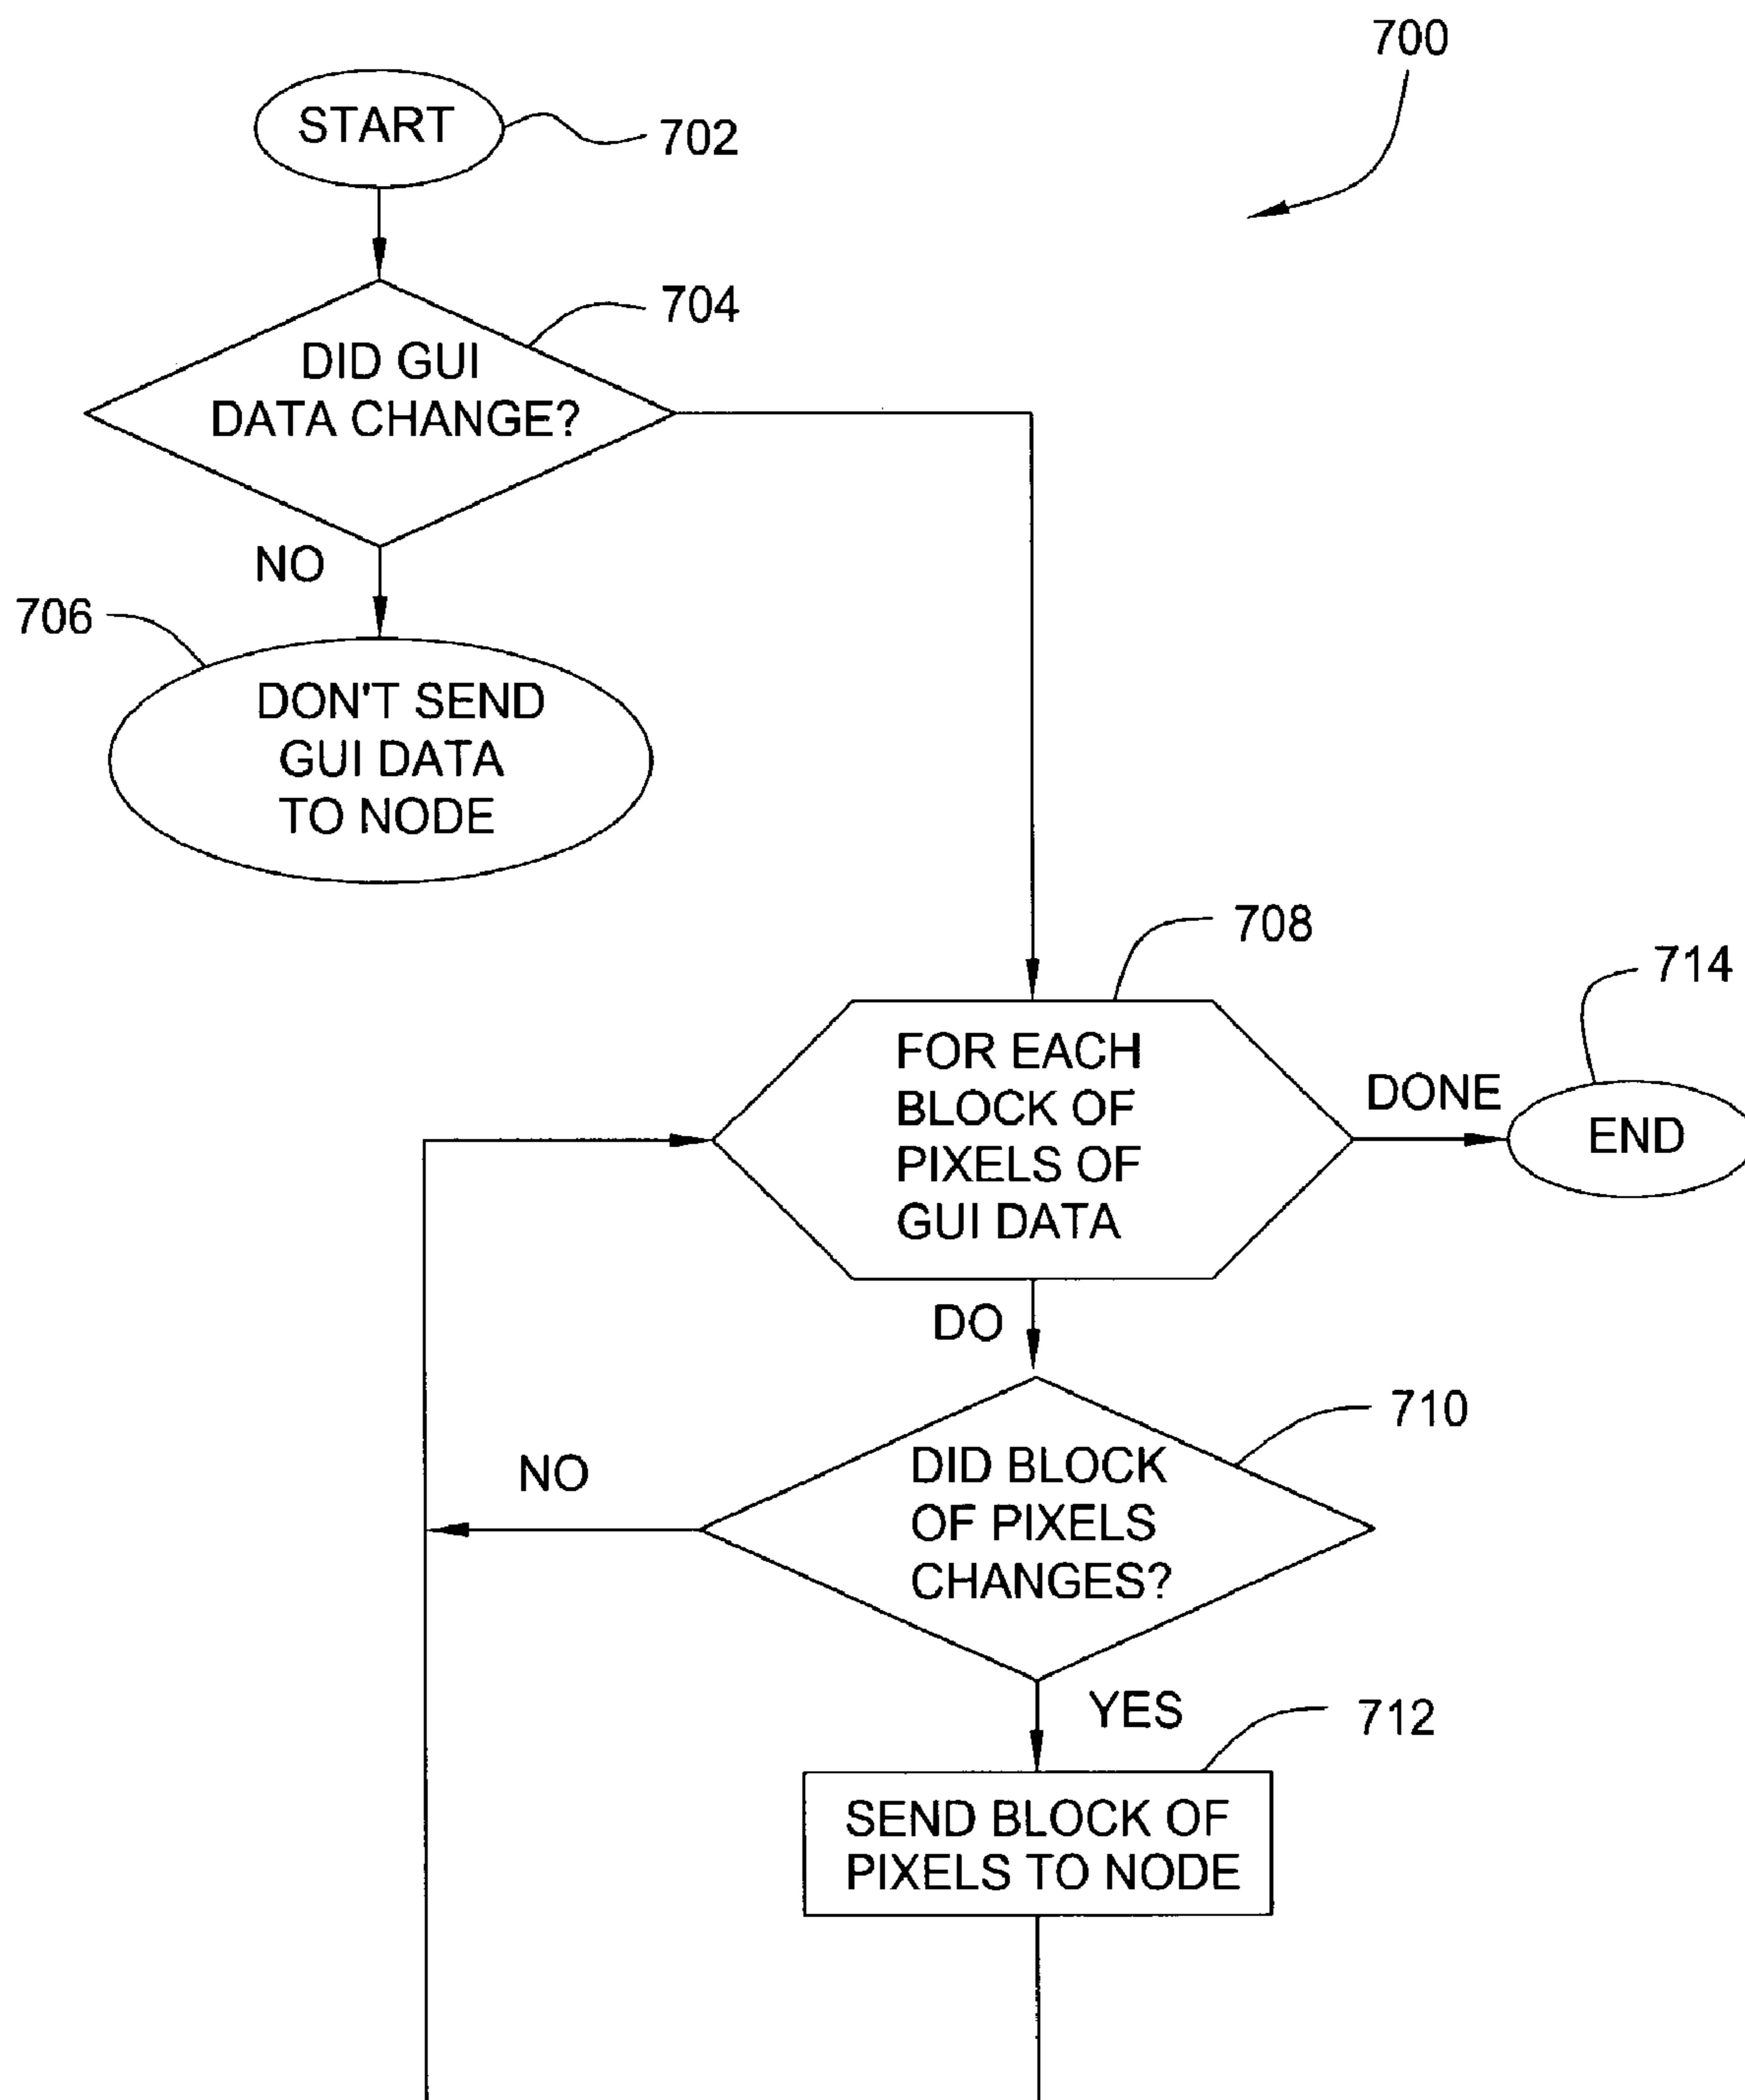 700
START
702
704
DID GUI
DATA CHANGE?
NO
706
DON'T SEND
GUI DATA
TO NODE
708
714
FOR EACH
BLOCK OF
PIXELS OF
GUI DATA
DONE
END
DO
710
NO
DID BLOCK
OF PIXELS
CHANGES?
YES
712
SEND BLOCK OF
PIXELS TO NODE